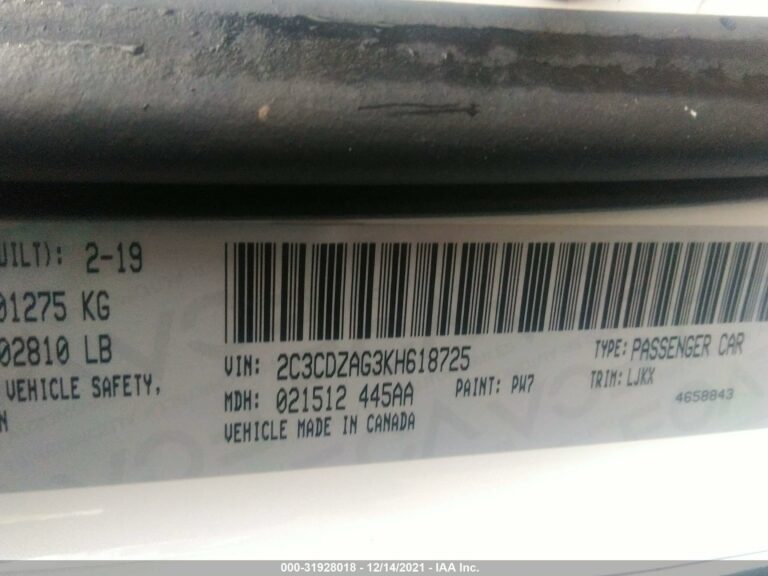 UILT): 2-19
01275 KG
02810 LB
VEHICLE SAFETY,
N
VIN: 2C3CDZAG3KH618725
TYPE: PASSENGER CAR
MDH: 021512 445AA
PAINT: PW7
TRIM: LJKX
VEHICLE MADE IN CANADA
4658843
000-31928018 - 12/14/2021 - IAA Inc.